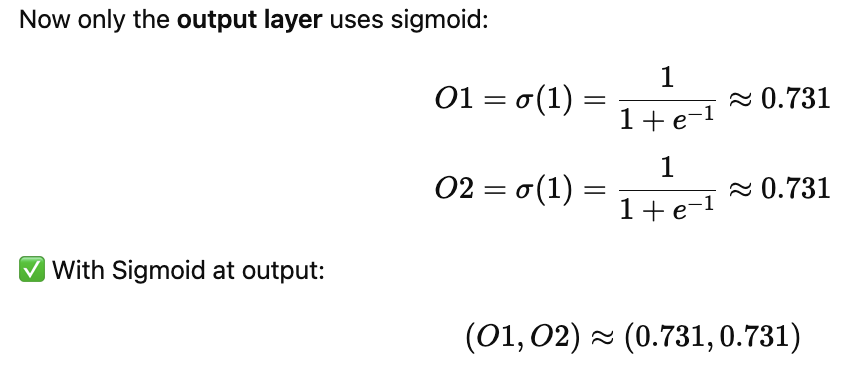 Now only the output layer uses sigmoid:
O1 = σ(1) = 1 / (1 + e⁻¹) ≈ 0.731
O2 = σ(1) = 1 / (1 + e⁻¹) ≈ 0.731
✅ With Sigmoid at output:
(O1, O2) ≈ (0.731, 0.731)